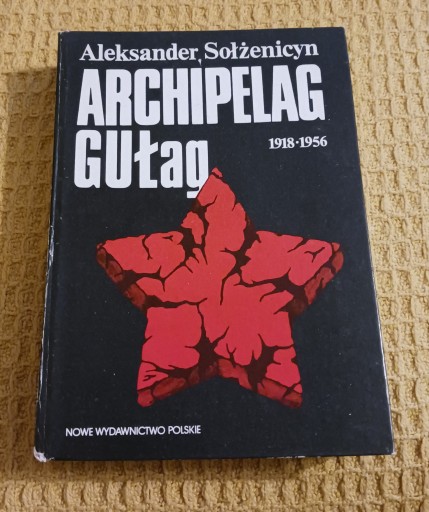 Aleksander Sołżenicyn
ARCHIPELAG
GUŁag
1918-1956
NOWE WYDAWNICTWO POLSKIE